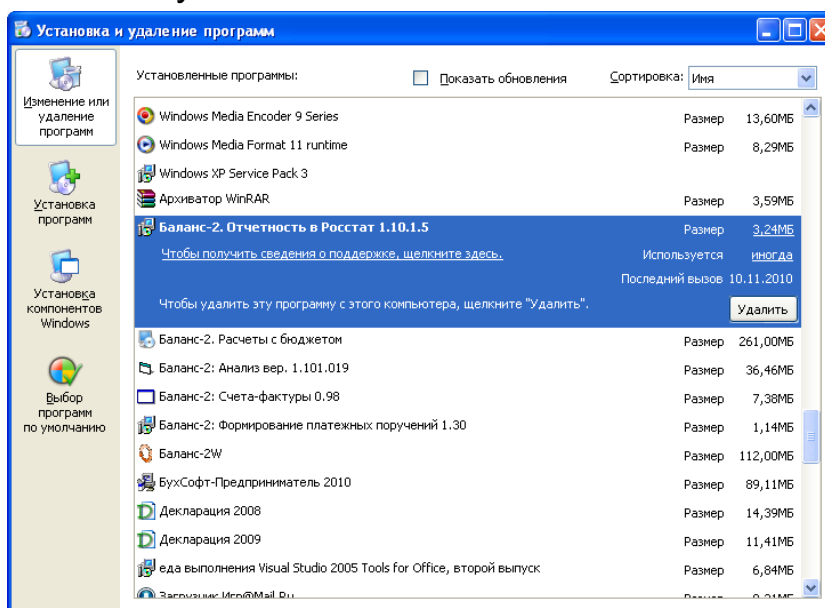 Установка и удаление программ
Изменение или
удаление
программ
Установка
программ
Установка
компонентов
Windows
Выбор
программ
по умолчанию
Установленные программы:
Показать обновления
Сортировка: Имя
Windows Media Encoder 9 Series Размер 13,60МБ
Windows Media Format 11 runtime Размер 8,29МБ
Windows XP Service Pack 3
Архиватор WinRAR Размер 3,59МБ
Баланс-2. Отчетность в Росстат 1.10.1.5 Размер 3,24МБ
Чтобы получить сведения о поддержке, щелкните здесь. Используется иногда
Последний вызов 10.11.2010
Чтобы удалить эту программу с этого компьютера, щелкните "Удалить". Удалить
Баланс-2. Расчеты с бюджетом Размер 261,00МБ
Баланс-2: Анализ вер. 1.101.019 Размер 36,46МБ
Баланс-2: Счета-фактуры 0.98 Размер 7,38МБ
Баланс-2: Формирование платежных поручений 1.30 Размер 1,14МБ
Баланс-2W Размер 112,00МБ
БухСофт-Предприниматель 2010 Размер 89,11МБ
Декларация 2008 Размер 14,39МБ
Декларация 2009 Размер 11,41МБ
еда выполнения Visual Studio 2005 Tools for Office, второй выпуск Размер 6,84МБ
Загрузчик Игр@Mail.Ru Размер